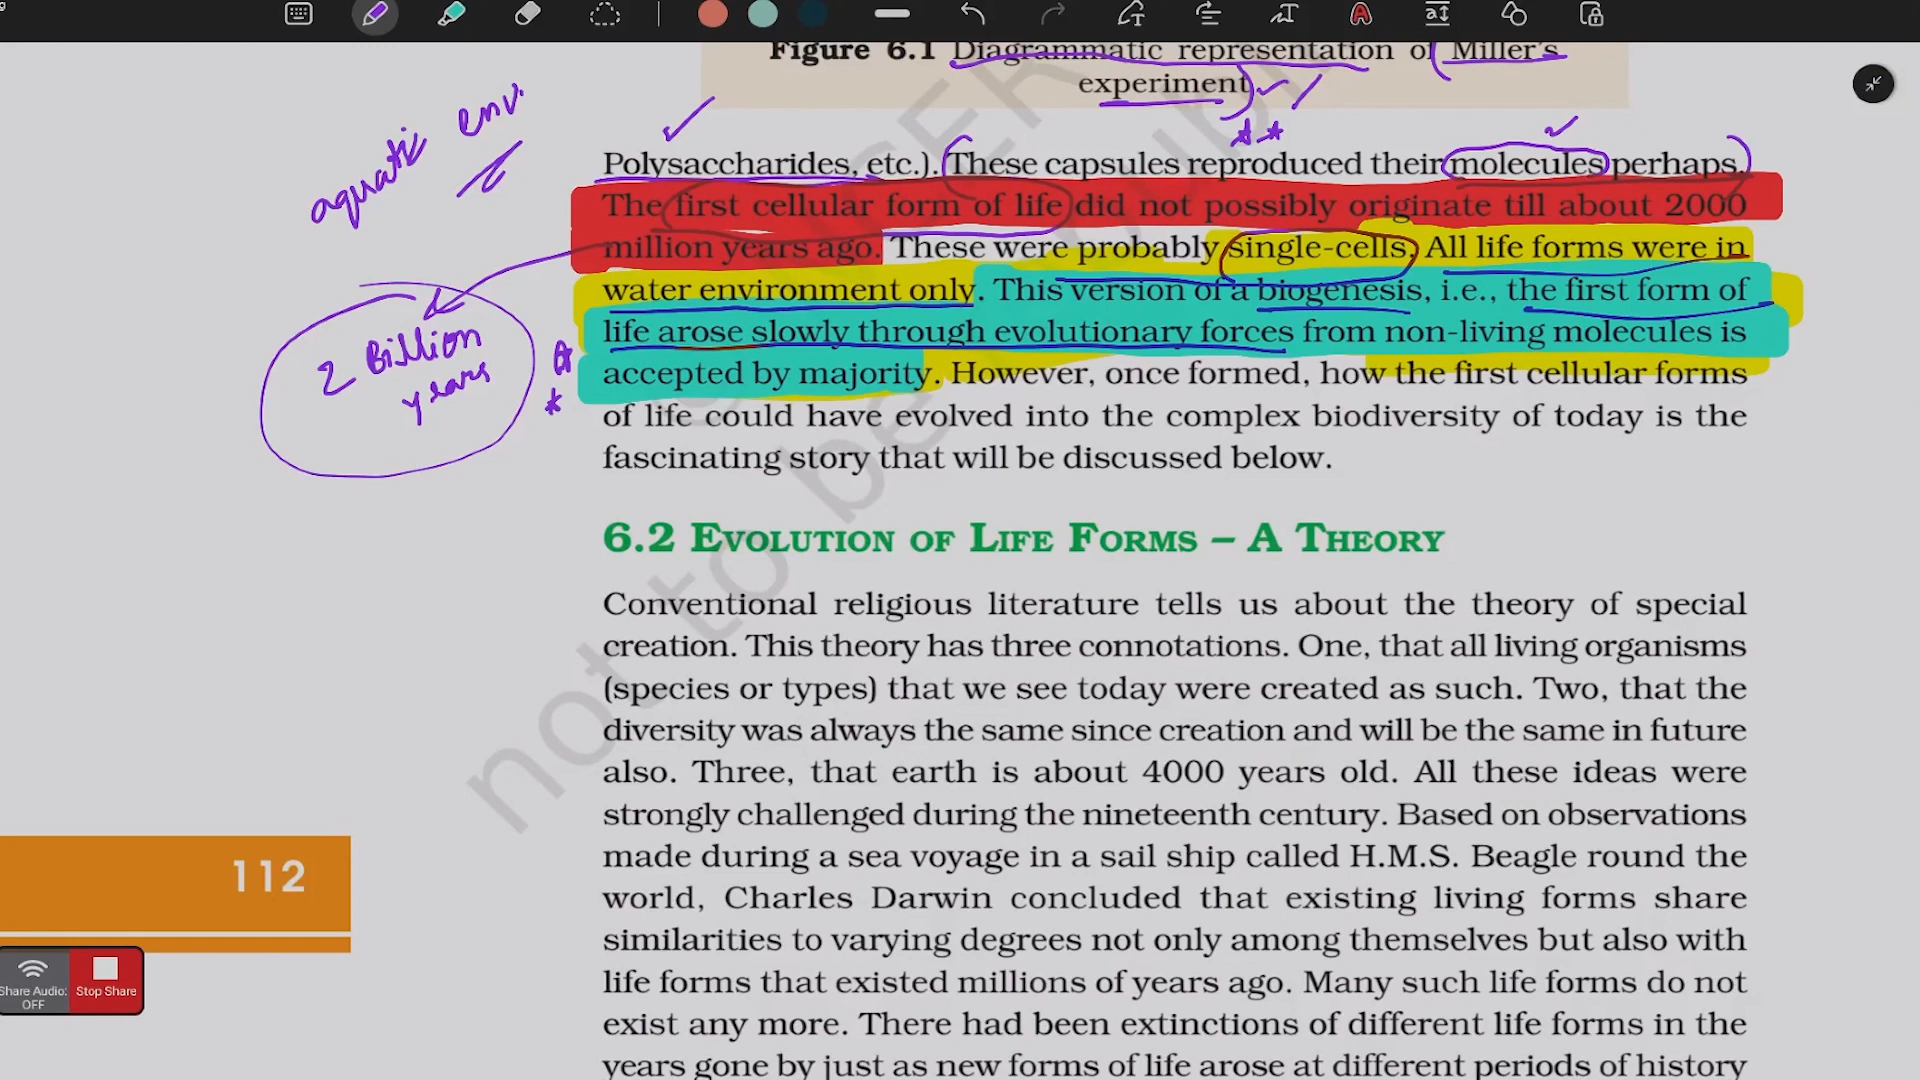 Figure 6.1 Diagrammatic representation of Miller's
experiment
aquatic env.
Polysaccharides, etc.). These capsules reproduced their molecules perhaps.
The first cellular form of life did not possibly originate till about 2000
million years ago. These were probably single-cells. All life forms were in
water environment only. This version of a biogenesis, i.e., the first form of
life arose slowly through evolutionary forces from non-living molecules is
accepted by majority. However, once formed, how the first cellular forms
of life could have evolved into the complex biodiversity of today is the
fascinating story that will be discussed below.
2 Billion
years
6.2 Evolution of Life Forms – A Theory
Conventional religious literature tells us about the theory of special
creation. This theory has three connotations. One, that all living organisms
(species or types) that we see today were created as such. Two, that the
diversity was always the same since creation and will be the same in future
also. Three, that earth is about 4000 years old. All these ideas were
strongly challenged during the nineteenth century. Based on observations
made during a sea voyage in a sail ship called H.M.S. Beagle round the
world, Charles Darwin concluded that existing living forms share
similarities to varying degrees not only among themselves but also with
life forms that existed millions of years ago. Many such life forms do not
exist any more. There had been extinctions of different life forms in the
years gone by just as new forms of life arose at different periods of history
112
Share Audio:
OFF
Stop Share
not to be